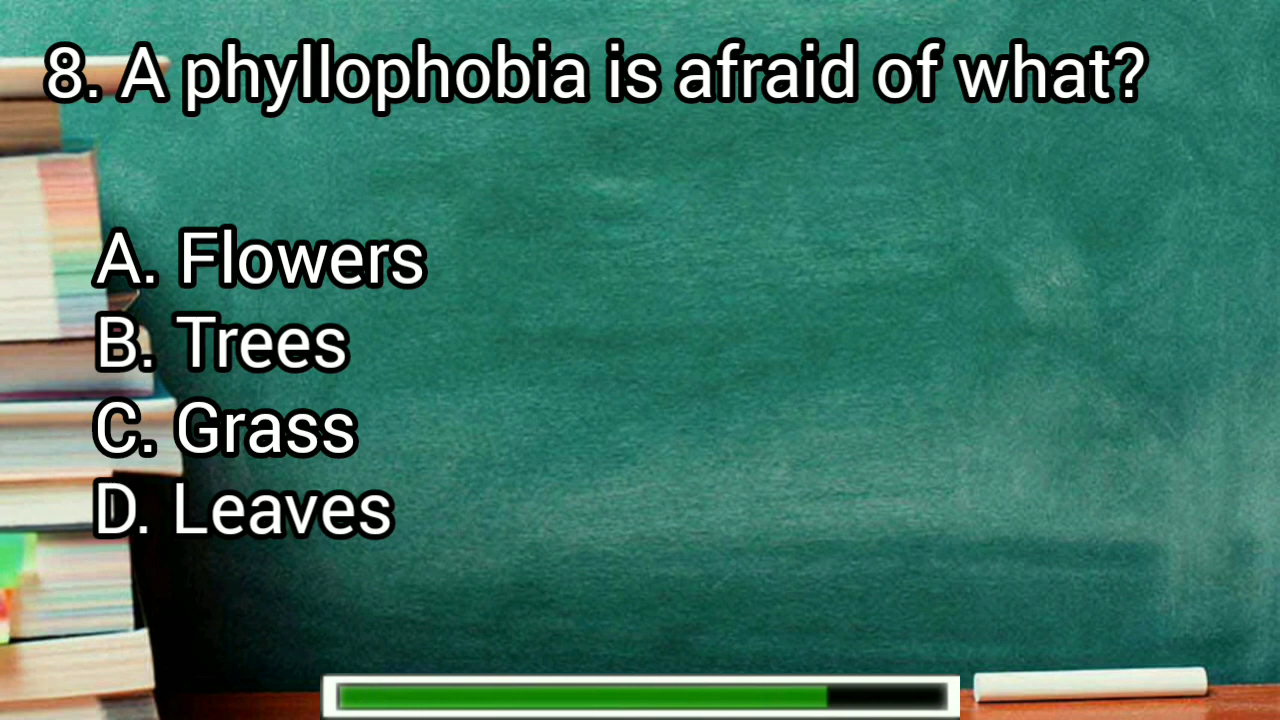 8. A phyllophobia is afraid of what?
A. Flowers
B. Trees
C. Grass
D. Leaves